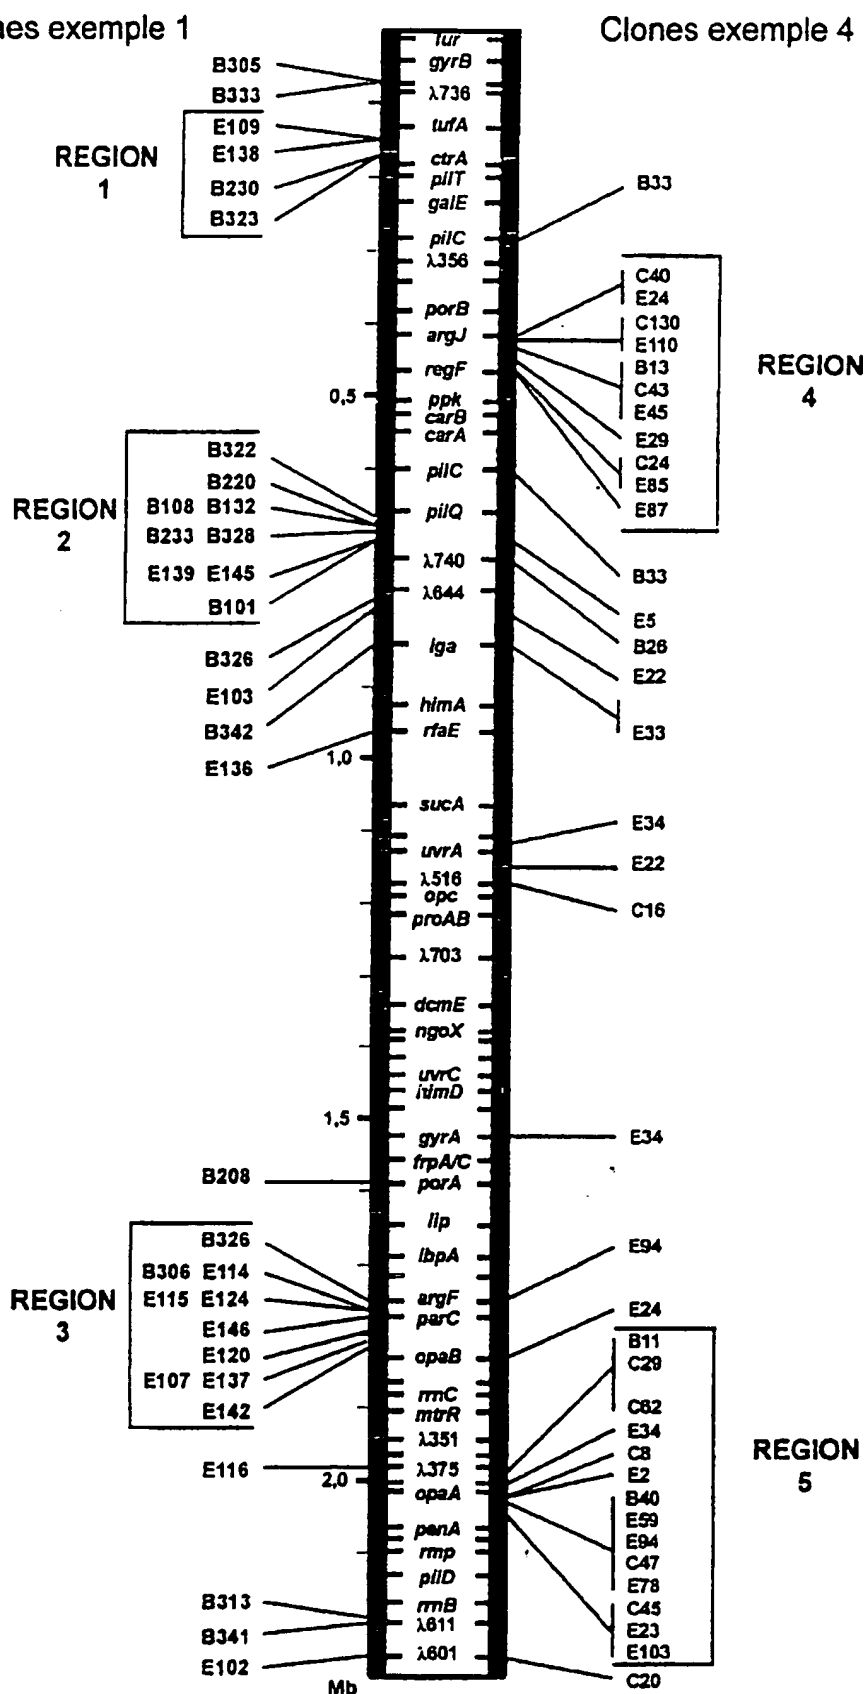 nes exemple 1
Clones exemple 4
B305
B333
E109
E138
B230
B323
REGION
1
B322
B220
B108 B132
B233 B328
E139 E145
B101
REGION
2
B326
E103
B342
E136
B208
B326
B306 E114
E115 E124
E146
E120
E107 E137
E142
REGION
3
E116
B313
B341
E102
0,5
1,0
1,5
2,0
Mb
gyrB
λ736
tufA
ctrA
pilT
galE
pilC
λ356
porB
argJ
regF
ppk
carB
carA
pilC
pilQ
λ740
λ644
iga
himA
rfaE
sucA
uvrA
λ516
opc
proAB
λ703
dcmE
ngoX
uvrC
gyrA
frpA/C
porA
lip
lbpA
argF
parC
opaB
rrnC
mtrR
λ351
λ375
opaA
penA
rmp
pilD
rrnB
λ611
λ601
B33
C40
E24
C130
E110
B13
C43
E45
E29
C24
E85
E87
REGION
4
B33
E5
B26
E22
E33
E34
E22
C16
E34
E94
E24
B11
C29
C62
E34
C8
E2
B40
E59
E94
C47
E78
C45
E23
E103
REGION
5
C20